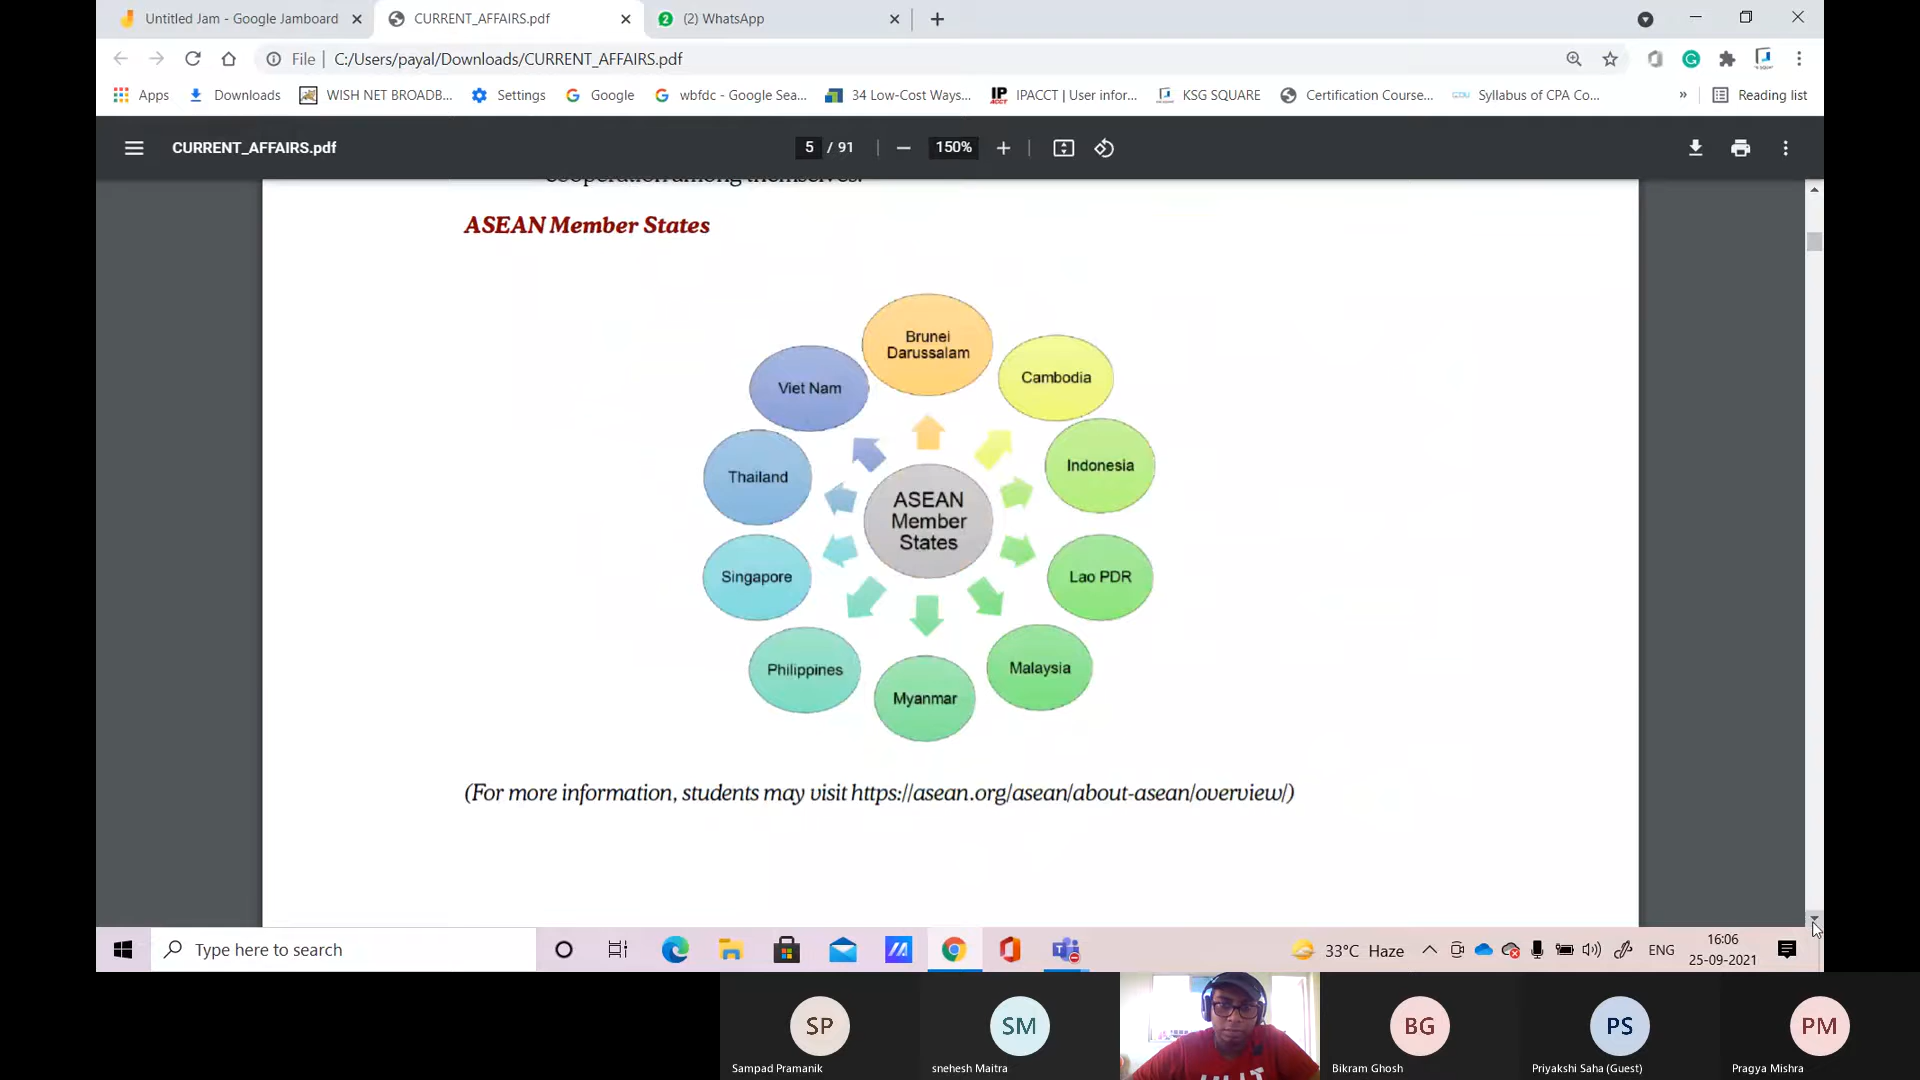 Untitled Jam - Google Jamboard
CURRENT_AFFAIRS.pdf
(2) WhatsApp
File
C:/Users/payal/Downloads/CURRENT_AFFAIRS.pdf
Apps
Downloads
WISH NET BROADB...
Settings
Google
wbfdc - Google Sea...
34 Low-Cost Ways...
IPACCT | User infor...
KSG SQUARE
Certification Course...
Syllabus of CPA Co...
»
Reading list
CURRENT_AFFAIRS.pdf
5 / 91
150%
cooperation among themselves.
ASEAN Member States
Brunei
Darussalam
Cambodia
Indonesia
Lao PDR
Malaysia
Myanmar
Philippines
Singapore
Thailand
Viet Nam
ASEAN
Member
States
(For more information, students may visit https://asean.org/asean/about-asean/overview/)
Type here to search
33°C Haze
ENG
16:06
25-09-2021
SP
Sampad Pramanik
SM
snehesh Maitra
BG
Bikram Ghosh
PS
Priyakshi Saha (Guest)
PM
Pragya Mishra